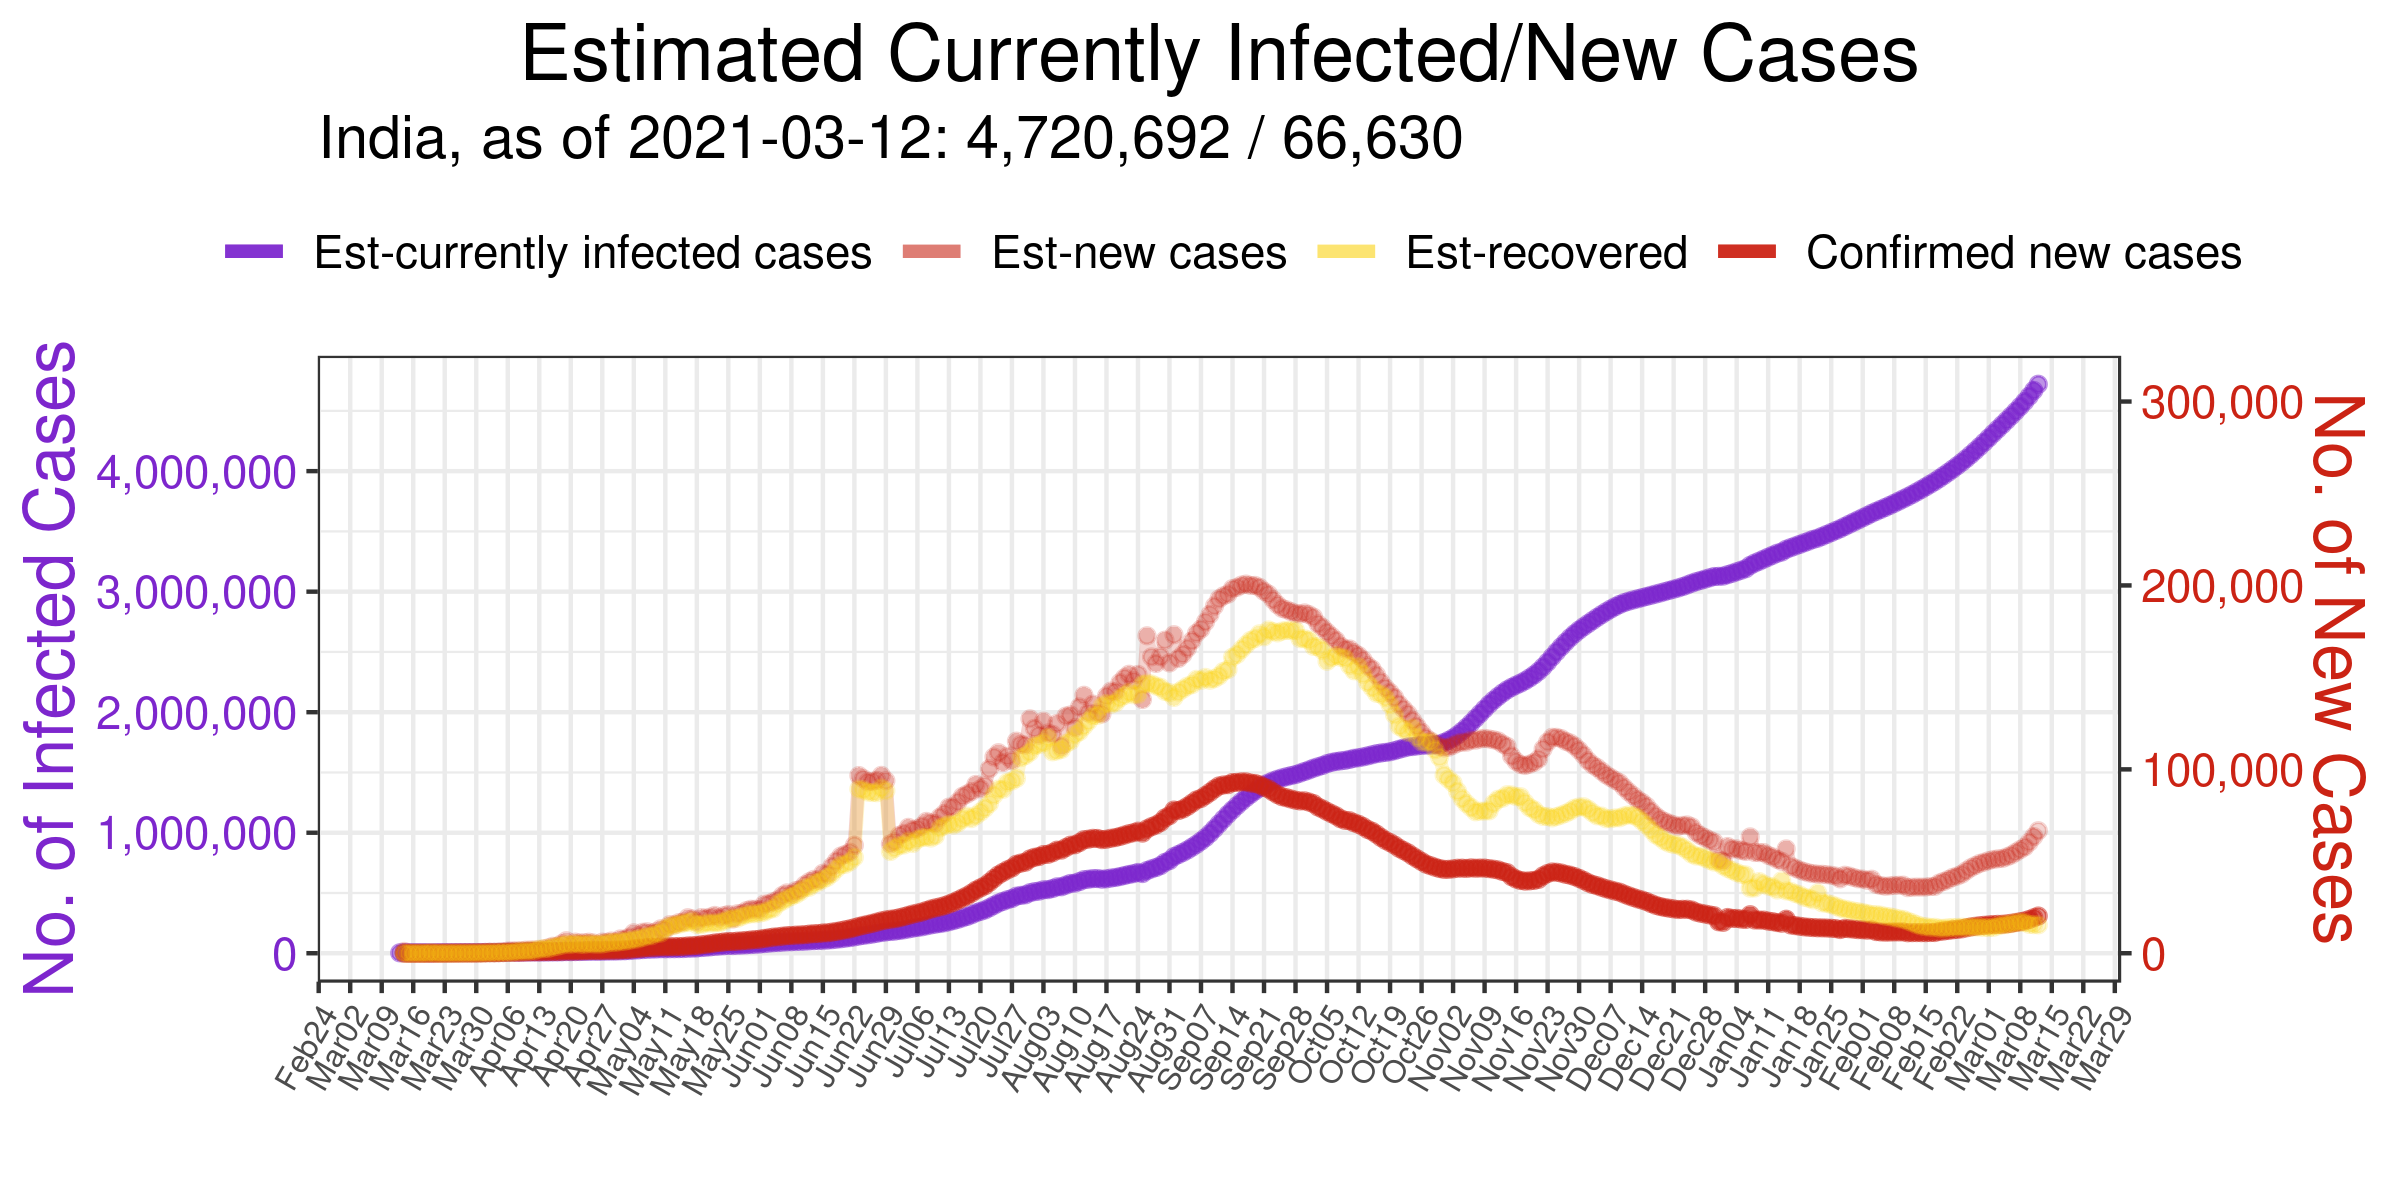 Estimated Currently Infected/New Cases
India, as of 2021-03-12: 4,720,692 / 66,630
Est-currently infected cases
Est-new cases
Est-recovered
Confirmed new cases
No. of Infected Cases
4,000,000
3,000,000
2,000,000
1,000,000
0
300,000
200,000
100,000
0
No. of New Cases
Feb24
Mar02
Mar09
Mar16
Mar23
Mar30
Apr06
Apr13
Apr20
Apr27
May04
May11
May18
May25
Jun01
Jun08
Jun15
Jun22
Jun29
Jul06
Jul13
Jul20
Jul27
Aug03
Aug10
Aug17
Aug24
Aug31
Sep07
Sep14
Sep21
Sep28
Oct05
Oct12
Oct19
Oct26
Nov02
Nov09
Nov16
Nov23
Nov30
Dec07
Dec14
Dec21
Dec28
Jan04
Jan11
Jan18
Jan25
Feb01
Feb08
Feb15
Feb22
Mar01
Mar08
Mar15
Mar22
Mar29